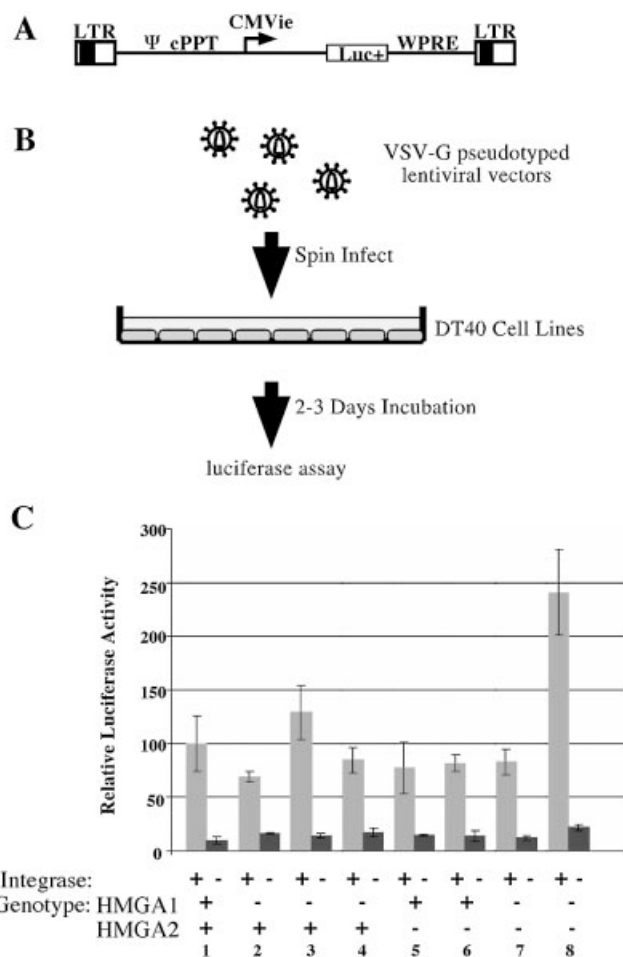 A
LTR Ψ cPPT CMVie Luc+ WPRE LTR
B
VSV-G pseudotyped
lentiviral vectors
Spin Infect
DT40 Cell Lines
2-3 Days Incubation
luciferase assay
C
Relative Luciferase Activity
300
250
200
150
100
50
0
Integrase: + - + - + - + - + - + - + - + -
Genotype: HMGA1 + - - - + + - -
HMGA2 + + + + - - - -
1 2 3 4 5 6 7 8